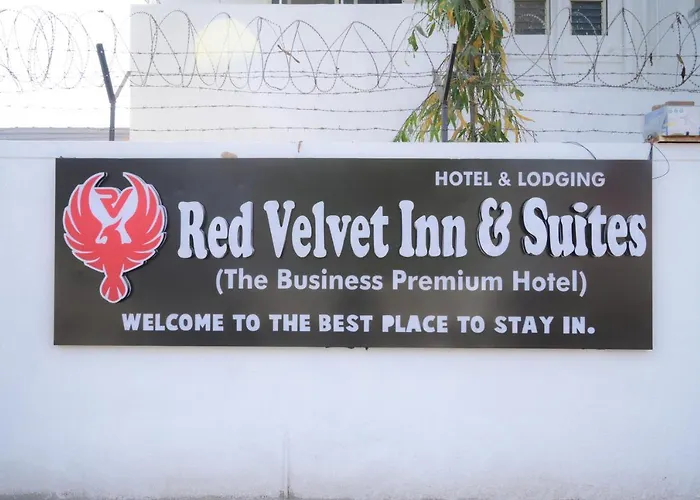 HOTEL & LODGING
Red Velvet Inn & Suites
(The Business Premium Hotel)
WELCOME TO THE BEST PLACE TO STAY IN.